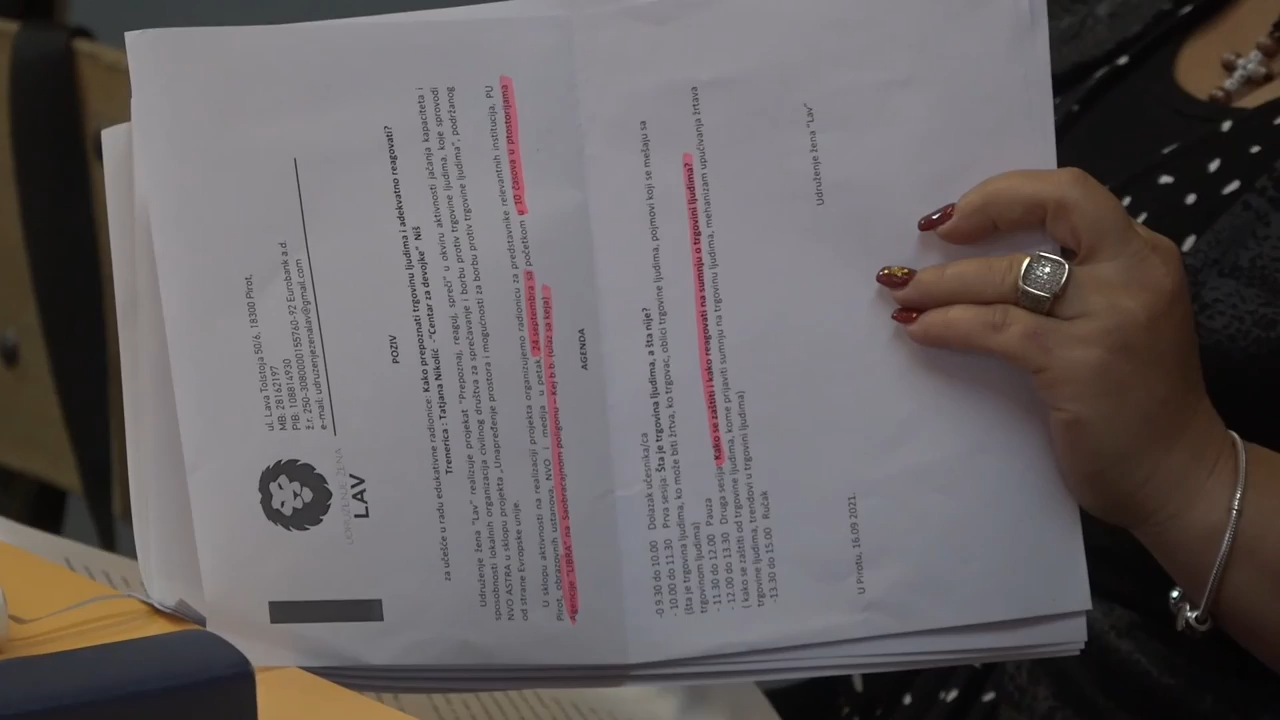 UDRUŽENJE ŽENA
LAV
ul. Lava Tolstoja 50/6, 18300 Pirot,
MB: 28162197
PIB: 108814930
ž.r. 250-3080000155760-92 Eurobank a.d.
e-mail: udruzenjezenalav@gmail.com
POZIV
za učešće u radu edukativne radionice: Kako prepoznati trgovinu ljudima i adekvatno reagovati?
Trenerica : Tatjana Nikolić -"Centar za devojke" Niš
Udruženje žena "Lav" realizuje projekat "Prepoznaj, reaguj, spreči" u okviru aktivnosti jačanja kapaciteta i
sposobnosti lokalnih organizacija civilnog društva za sprečavanje i borbu protiv trgovine ljudima, koje sprovodi
NVO ASTRA u sklopu projekta „Unapređenje prostora i mogućnosti za borbu protiv trgovine ljudima", podržanog
od strane Evropske unije.
U sklopu aktivnosti na realizaciji projekta organizujemo radionicu za predstavnike relevantnih institucija, PU
Pirot, obrazovnih ustanova, NVO i medija u petak, 24 septembra sa početkom u 10 časova u ptostorijama
Agencije "LIBRA" na Saobraćajnom poligonu – Kej b.b. (ulaz sa keja)
AGENDA
-0 9.30 do 10.00 Dolazak učesnika/ca
- 10.00 do 11.30 Prva sesija: Šta je trgovina ljudima, a šta nije?
(šta je trgovina ljudima, ko može biti žrtva, ko trgovac, oblici trgovine ljudima, pojmovi koji se mešaju sa
trgovinom ljudima)
- 11.30 do 12.00 Pauza
- 12.00 do 13.30 Druga sesija: Kako se zaštiti i kako reagovati na sumnju o trgovini ljudima?
( kako se zaštiti od trgovine ljudima, kome prijaviti sumnju na trgovinu ljudima, mehanizam upućivanja žrtava
trgovine ljudima, trendovi u trgovini ljudima)
-13.30 do 15.00 Ručak
U Pirotu, 16.09 2021.
Udruženje žena "Lav"